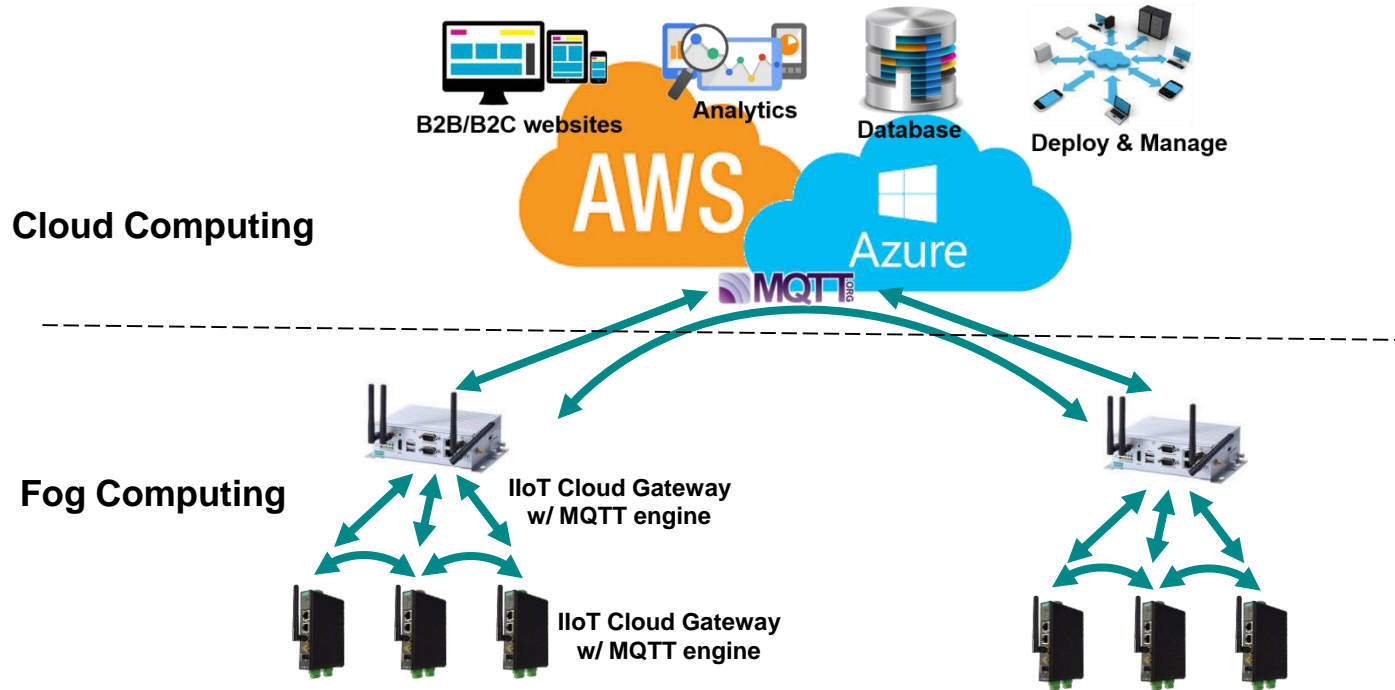 B2B/B2C websites
Analytics
Database
Deploy & Manage
AWS
Azure
Cloud Computing
MQTT.ORG
Fog Computing
IIoT Cloud Gateway
w/ MQTT engine
IIoT Cloud Gateway
w/ MQTT engine